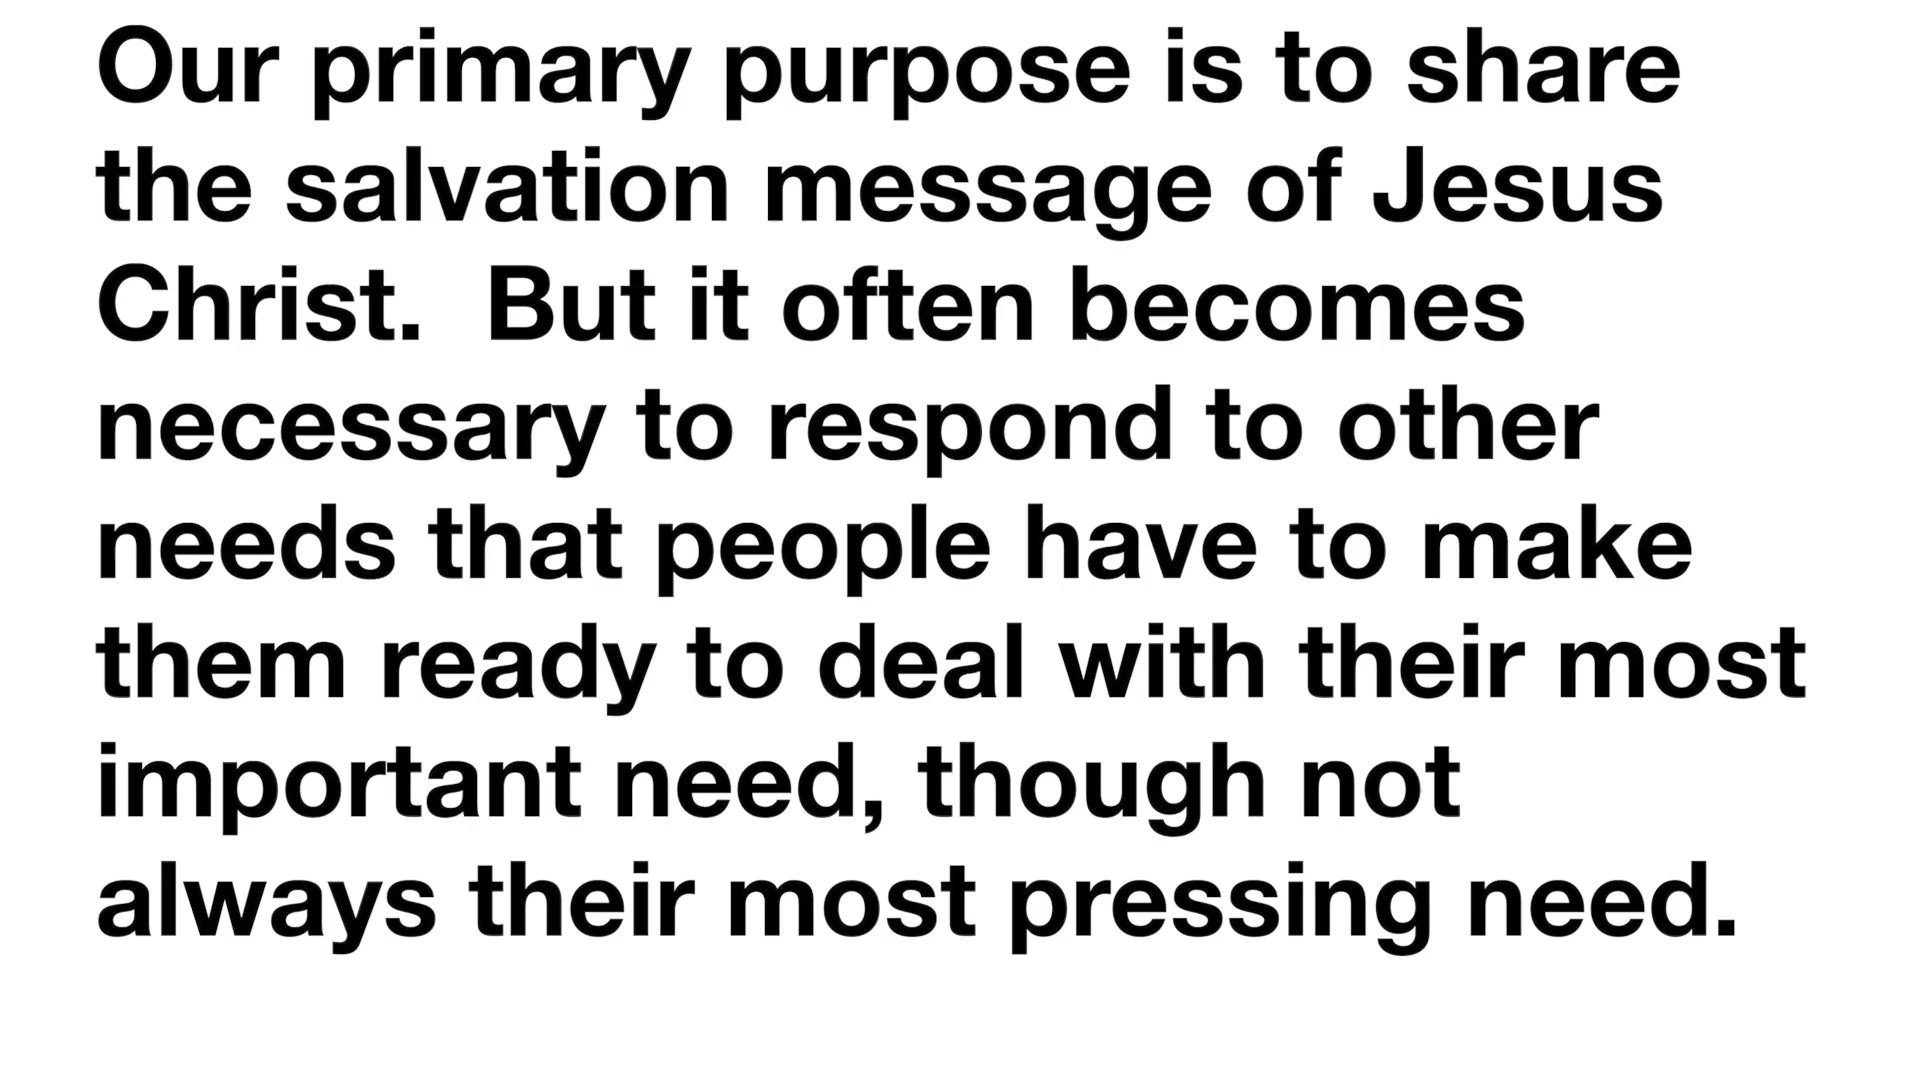 Our primary purpose is to share
the salvation message of Jesus
Christ.  But it often becomes
necessary to respond to other
needs that people have to make
them ready to deal with their most
important need, though not
always their most pressing need.